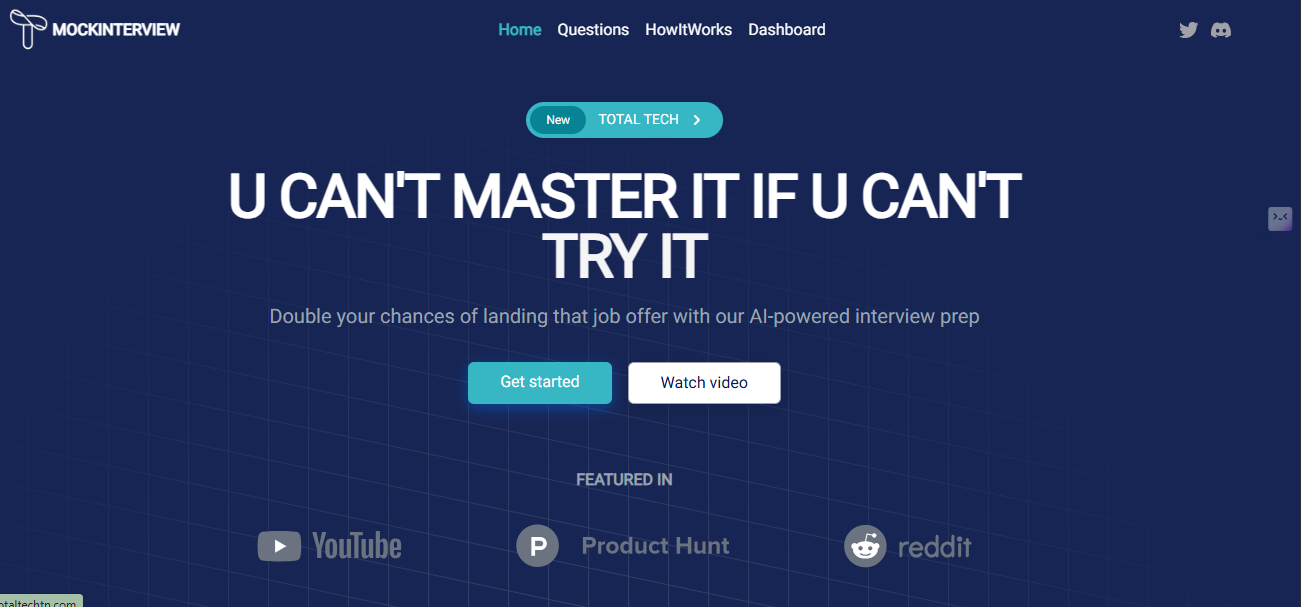 MOCKINTERVIEW
Home Questions HowItWorks Dashboard
New TOTAL TECH
U CAN'T MASTER IT IF U CAN'T
TRY IT
Double your chances of landing that job offer with our AI-powered interview prep
Get started Watch video
FEATURED IN
YouTube P Product Hunt reddit
otaltechtn.com